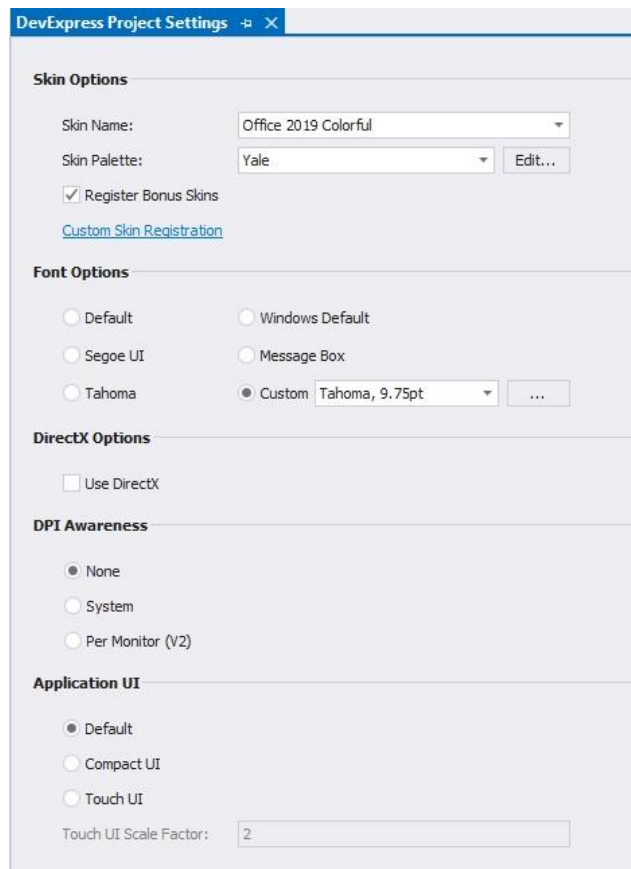 DevExpress Project Settings
Skin Options
Skin Name: Office 2019 Colorful
Skin Palette: Yale Edit...
Register Bonus Skins
Custom Skin Registration
Font Options
Default Windows Default
Segoe UI Message Box
Tahoma Custom Tahoma, 9.75pt ...
DirectX Options
Use DirectX
DPI Awareness
None
System
Per Monitor (V2)
Application UI
Default
Compact UI
Touch UI
Touch UI Scale Factor: 2